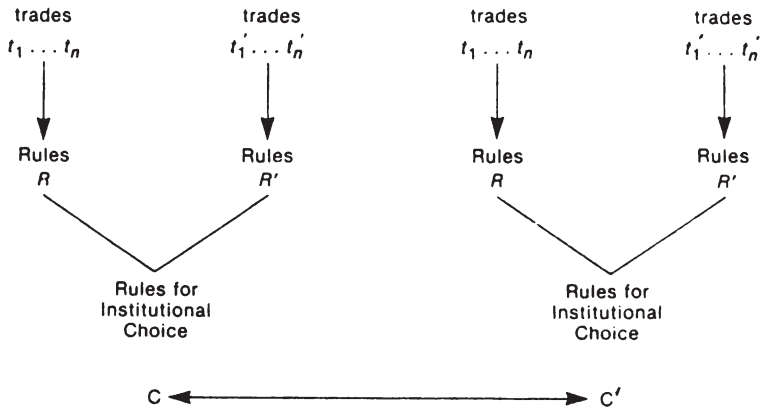 trades trades trades trades
t₁ . . . tₙ t₁′ . . . tₙ′ t₁ . . . tₙ t₁′ . . . tₙ′
Rules Rules Rules Rules
R R′ R R′
Rules for Rules for
Institutional Institutional
Choice Choice
C C′